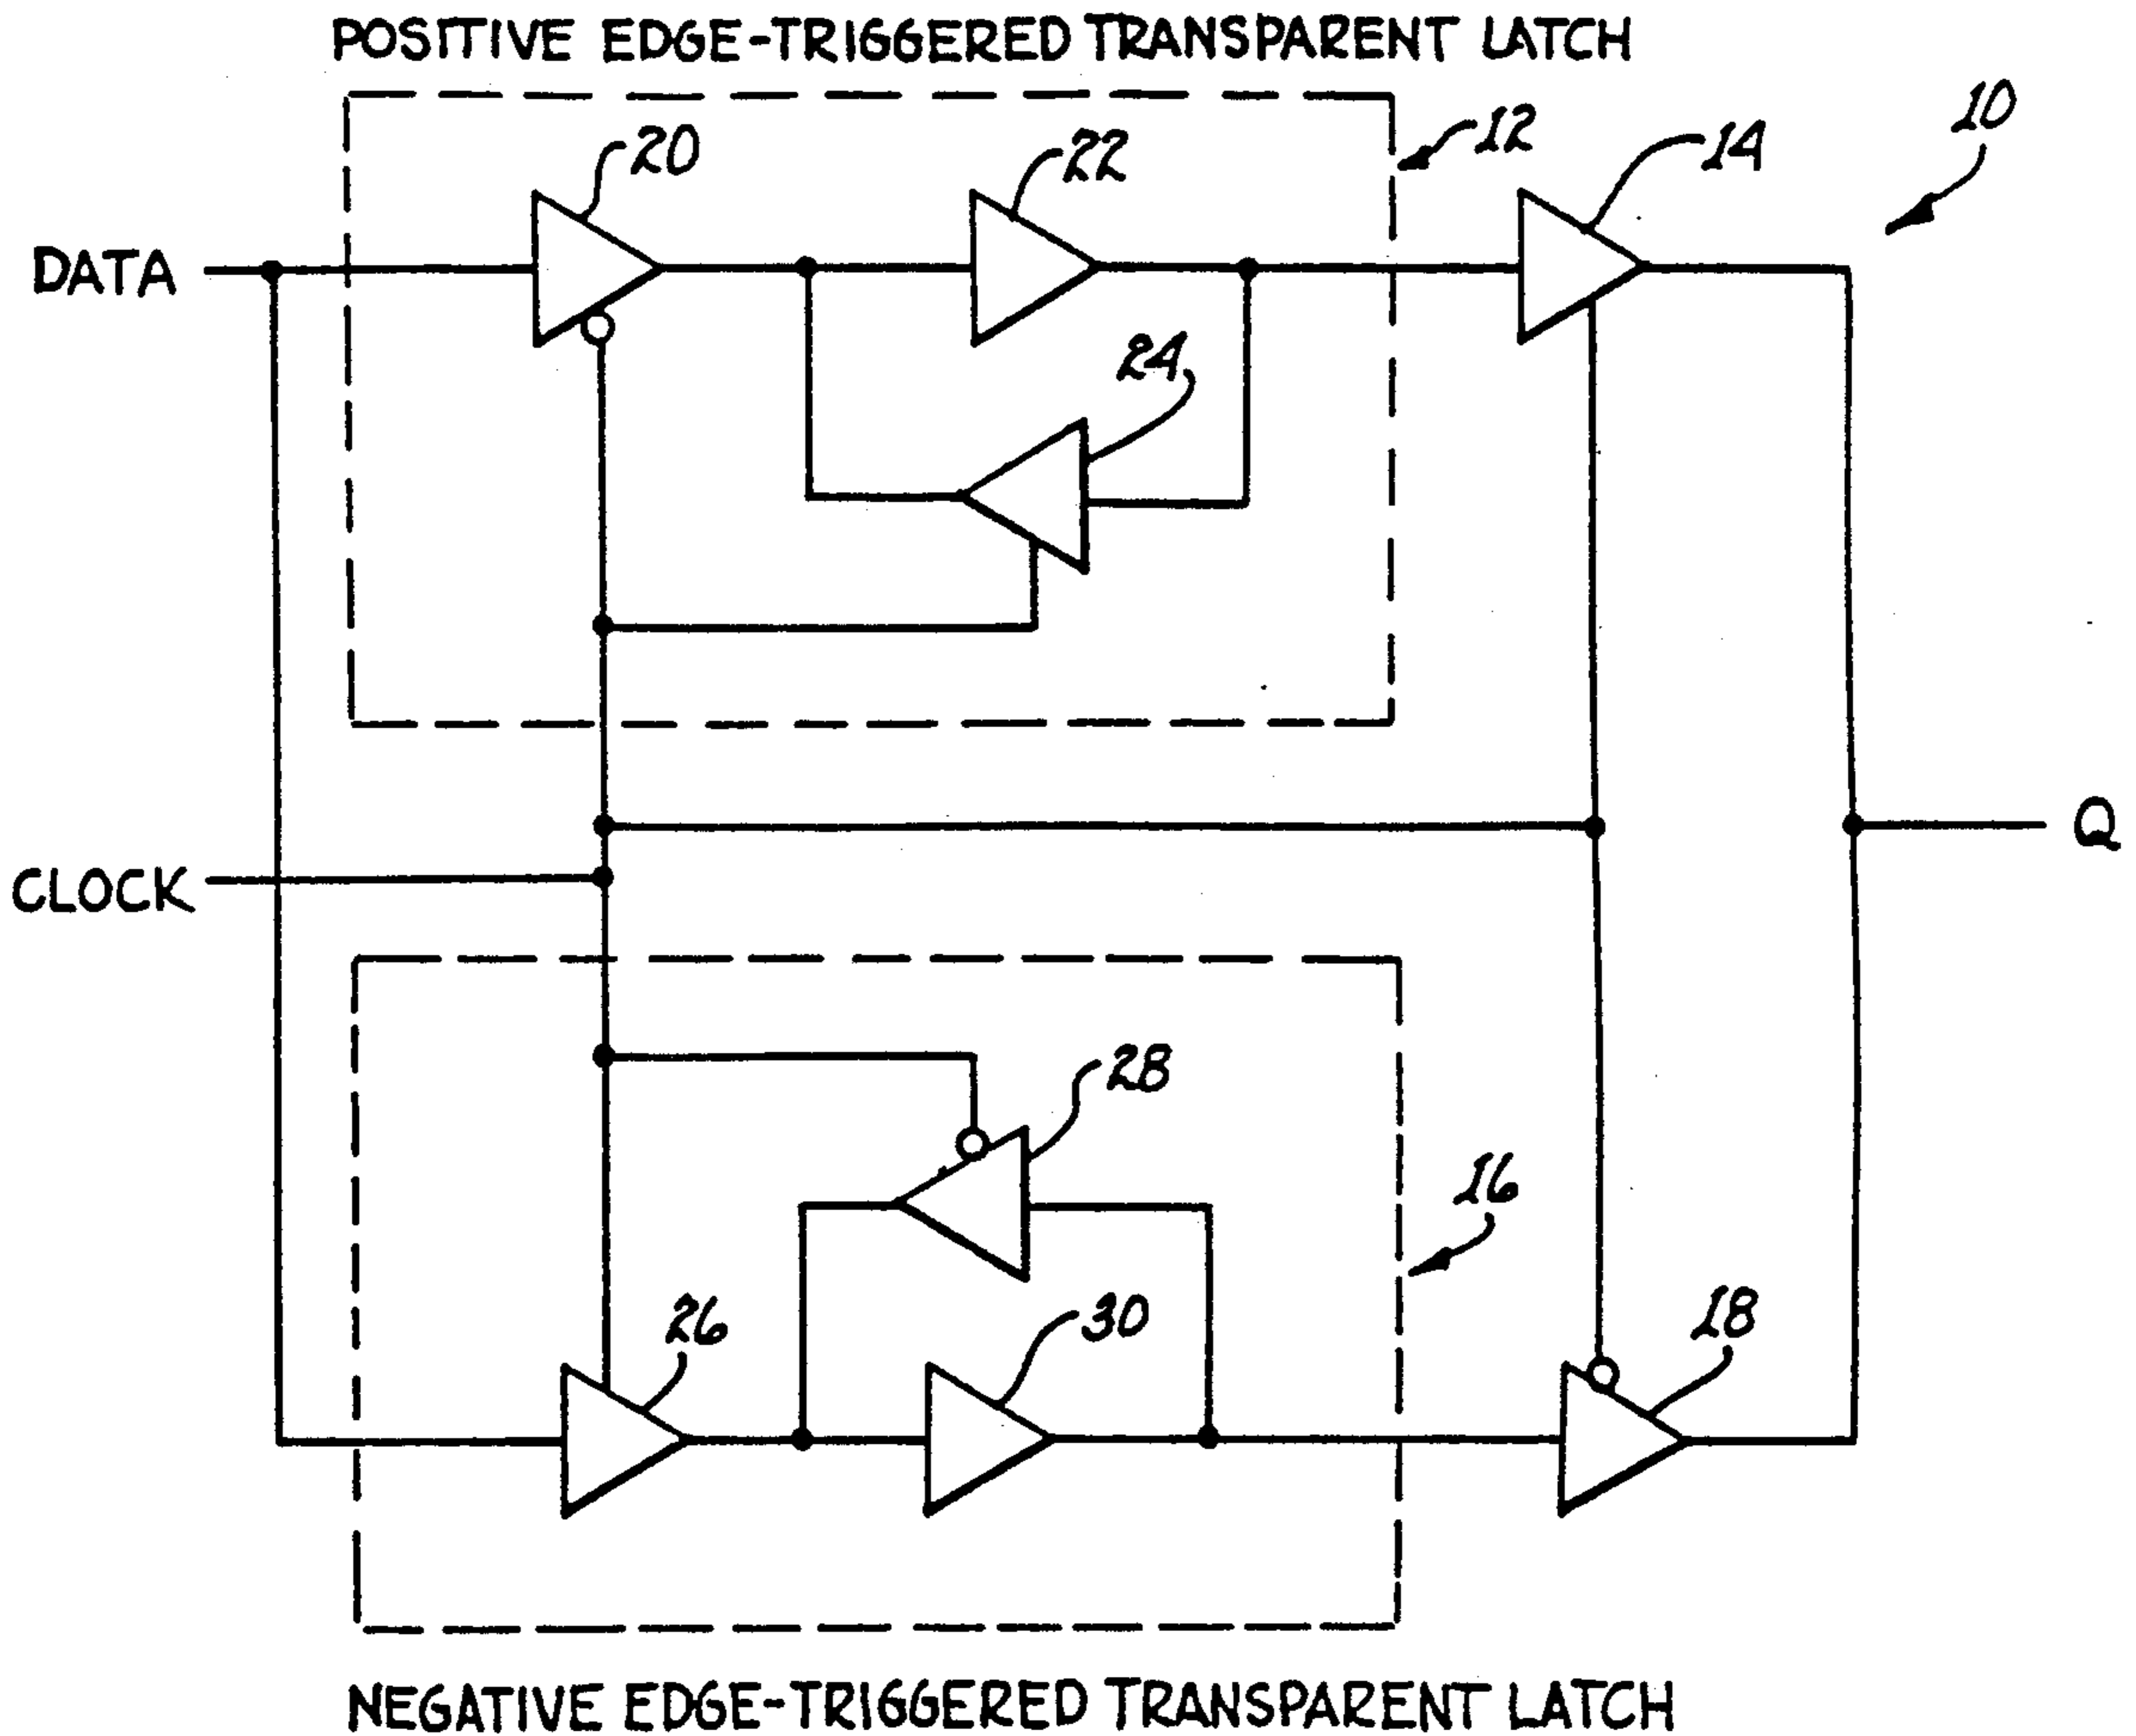 POSITIVE EDGE-TRIGGERED TRANSPARENT LATCH
10
12
14
20
22
DATA
24
Q
CLOCK
28
16
26
30
18
NEGATIVE EDGE-TRIGGERED TRANSPARENT LATCH